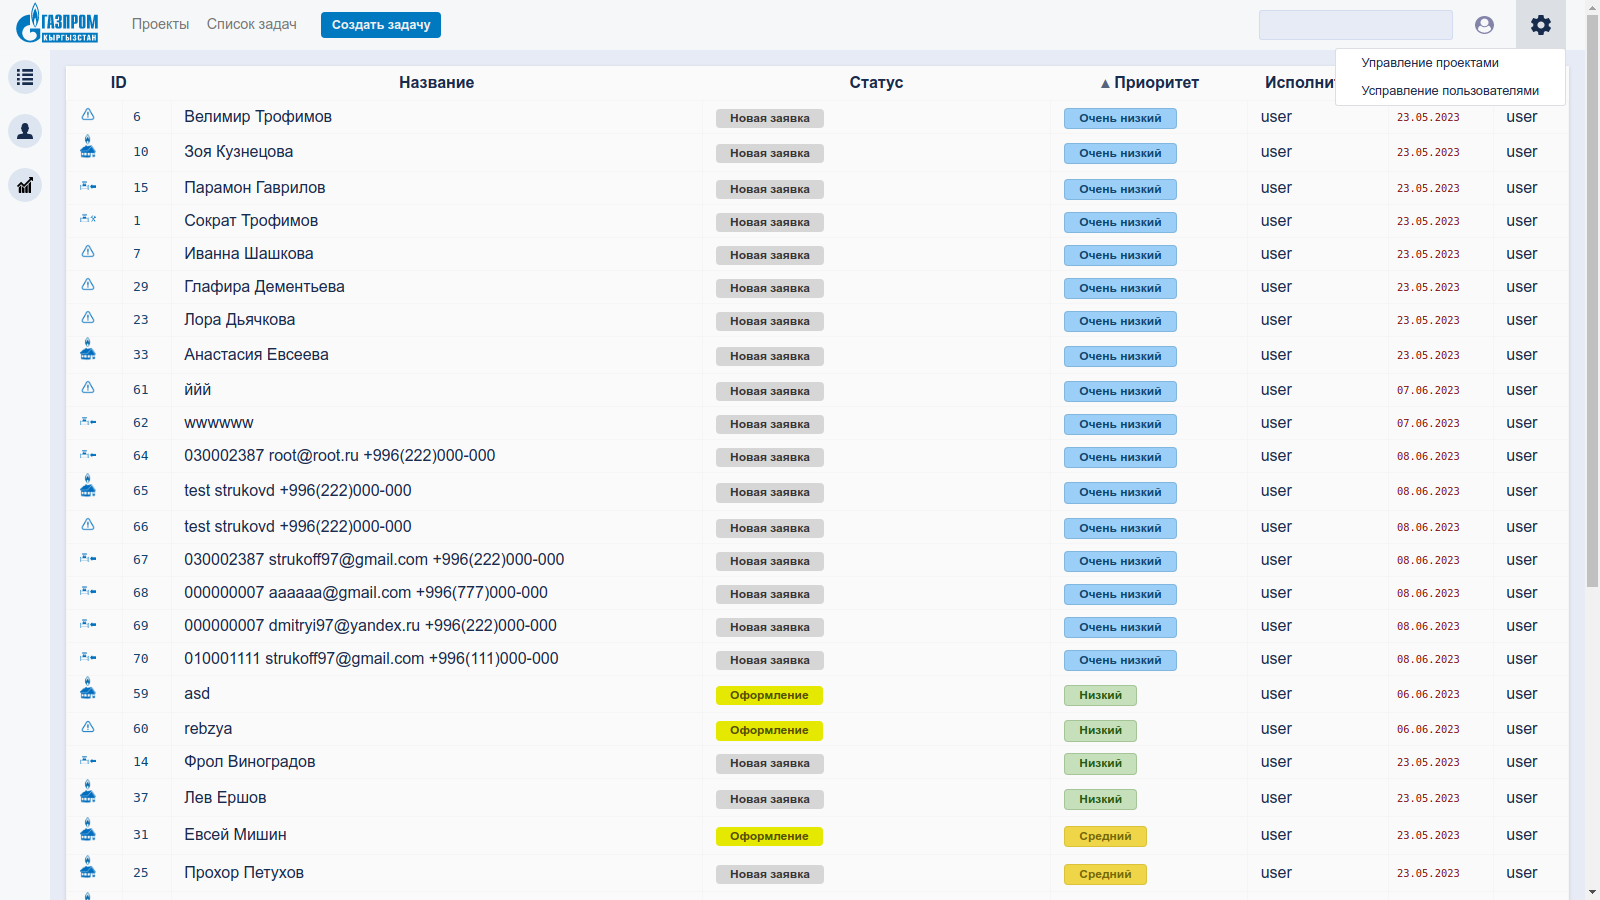 ГАЗПРОМ
КЫРГЫЗСТАН
Проекты Список задач Создать задачу
Управление проектами
Усправление пользователями
ID Название Статус ▲ Приоритет Исполни
6 Велимир Трофимов Новая заявка Очень низкий user 23.05.2023 user
10 Зоя Кузнецова Новая заявка Очень низкий user 23.05.2023 user
15 Парамон Гаврилов Новая заявка Очень низкий user 23.05.2023 user
1 Сократ Трофимов Новая заявка Очень низкий user 23.05.2023 user
7 Иванна Шашкова Новая заявка Очень низкий user 23.05.2023 user
29 Глафира Дементьева Новая заявка Очень низкий user 23.05.2023 user
23 Лора Дьячкова Новая заявка Очень низкий user 23.05.2023 user
33 Анастасия Евсеева Новая заявка Очень низкий user 23.05.2023 user
61 ййй Новая заявка Очень низкий user 07.06.2023 user
62 wwwwww Новая заявка Очень низкий user 07.06.2023 user
64 030002387 root@root.ru +996(222)000-000 Новая заявка Очень низкий user 08.06.2023 user
65 test strukovd +996(222)000-000 Новая заявка Очень низкий user 08.06.2023 user
66 test strukovd +996(222)000-000 Новая заявка Очень низкий user 08.06.2023 user
67 030002387 strukoff97@gmail.com +996(222)000-000 Новая заявка Очень низкий user 08.06.2023 user
68 000000007 aaaaaa@gmail.com +996(777)000-000 Новая заявка Очень низкий user 08.06.2023 user
69 000000007 dmitryi97@yandex.ru +996(222)000-000 Новая заявка Очень низкий user 08.06.2023 user
70 010001111 strukoff97@gmail.com +996(111)000-000 Новая заявка Очень низкий user 08.06.2023 user
59 asd Оформление Низкий user 06.06.2023 user
60 rebzya Оформление Низкий user 06.06.2023 user
14 Фрол Виноградов Новая заявка Низкий user 23.05.2023 user
37 Лев Ершов Новая заявка Низкий user 23.05.2023 user
31 Евсей Мишин Оформление Средний user 23.05.2023 user
25 Прохор Петухов Новая заявка Средний user 23.05.2023 user